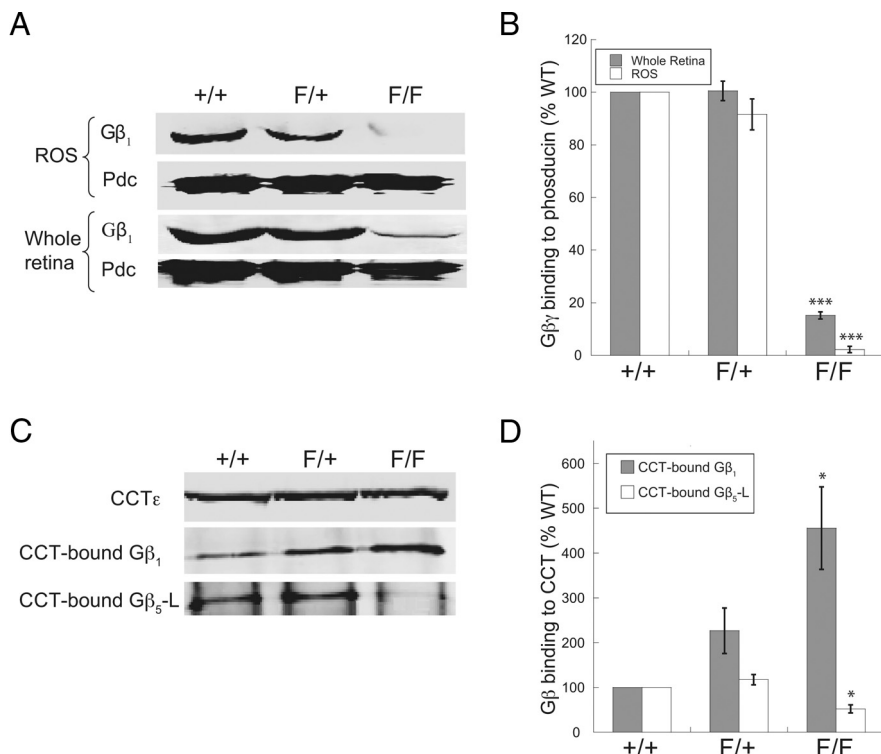 A
+/+ F/+ F/F
ROS
Gβ1
Pdc
Whole retina
Gβ1
Pdc
B
Gβγ binding to phosducin (% WT)
120
100
80
60
40
20
0
Whole Retina
ROS
***
***
+/+ F/+ F/F
C
+/+ F/+ F/F
CCTε
CCT-bound Gβ1
CCT-bound Gβ5-L
D
Gβ binding to CCT (% WT)
600
500
400
300
200
100
0
CCT-bound Gβ1
CCT-bound Gβ5-L
*
*
+/+ F/+ F/F